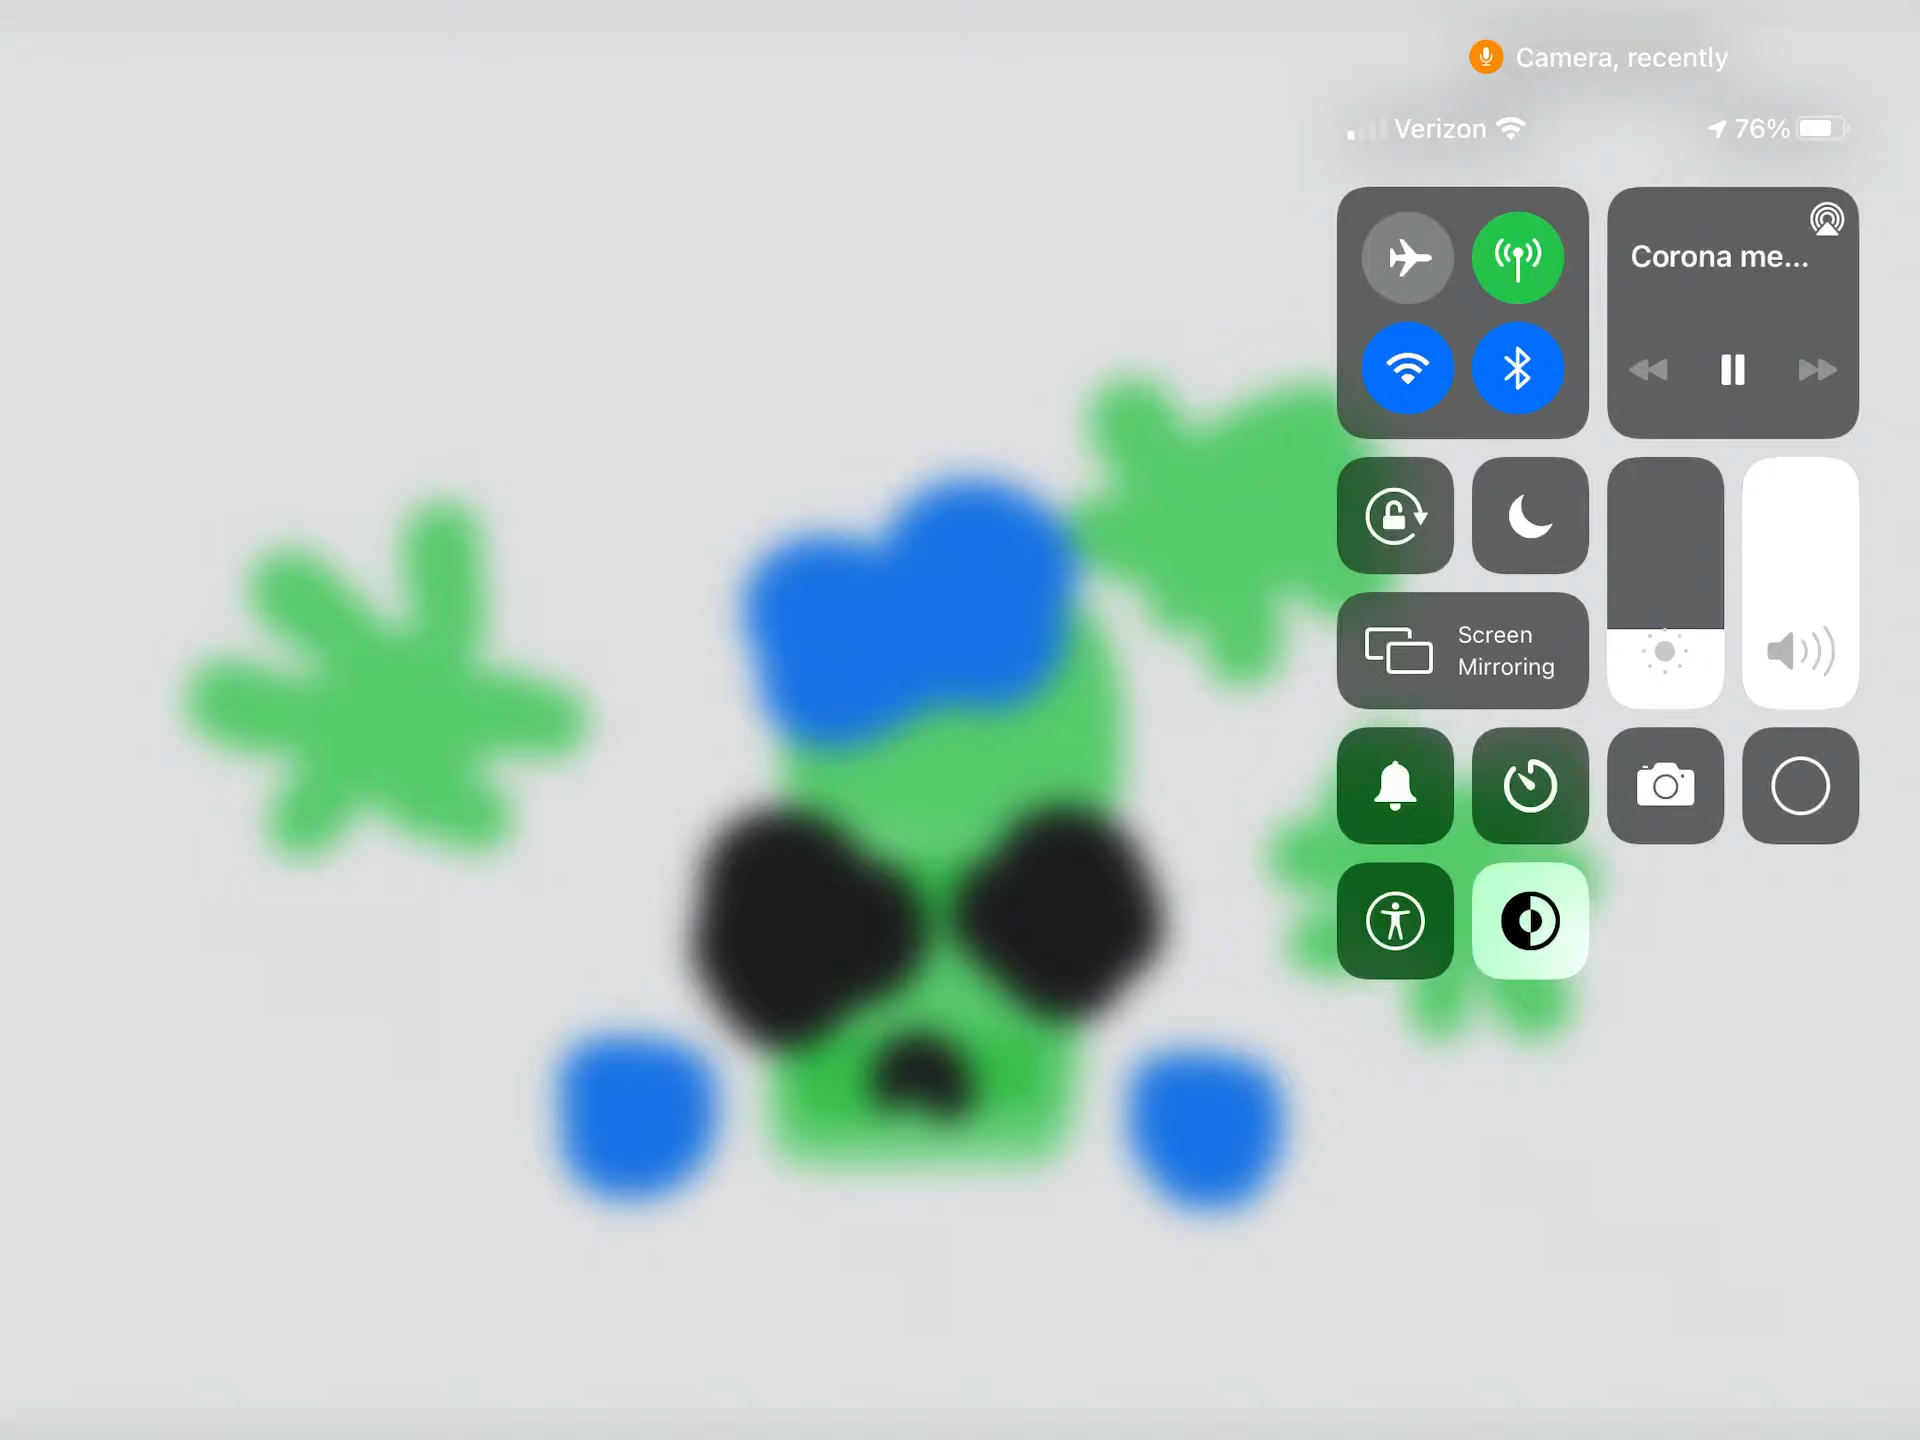 Camera, recently
Verizon 76%
Corona me...
Screen
Mirroring